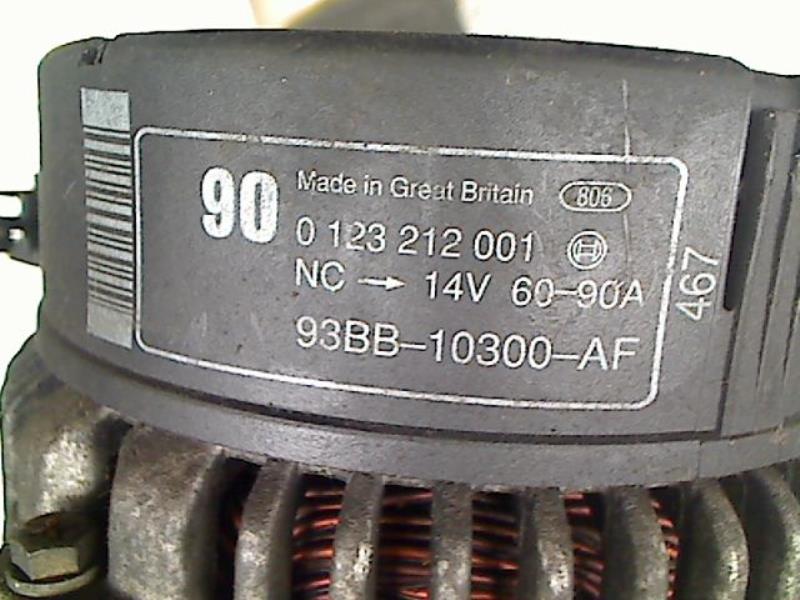 90
Made in Great Britain 806
0 123 212 001
NC → 14V 60-90A
93BB-10300-AF
467